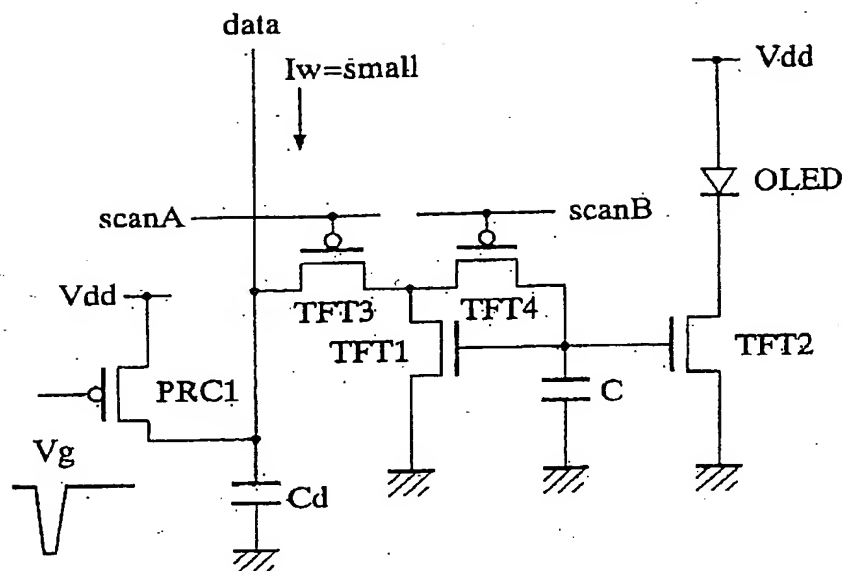 data
Vdd
Iw=small
OLED
scanA
scanB
Vdd
TFT3
TFT4
TFT1
TFT2
PRC1
C
Vg
Cd